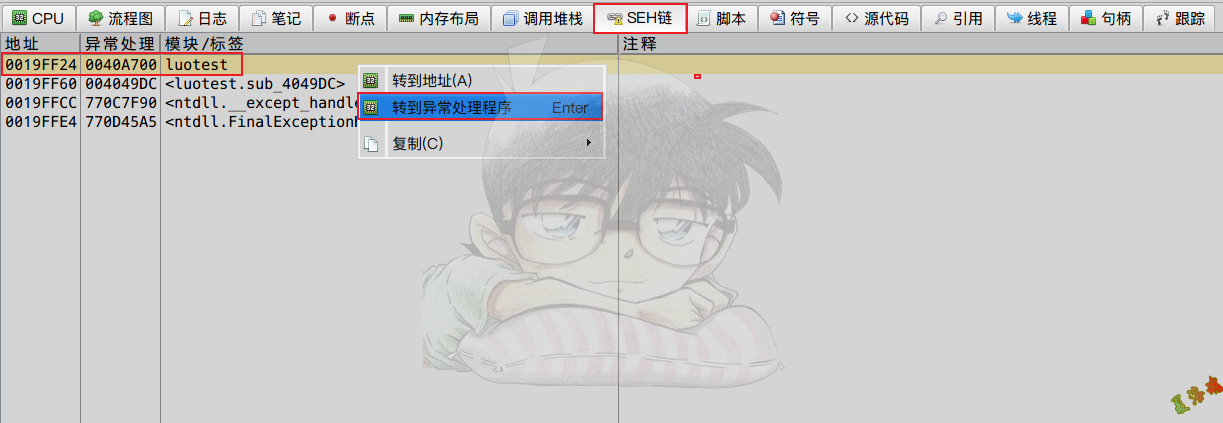 CPU 流程图 日志 笔记 断点 内存布局 调用堆栈 SEH链 脚本 符号 源代码 引用 线程 句柄 跟踪
地址 异常处理 模块/标签 注释
0019FF24 0040A700 luotest
0019FF60 004049DC <luotest.sub_4049DC>
0019FFCC 770C7F90 <ntdll.__except_handle
0019FFE4 770D45A5 <ntdll.FinalException
转到地址(A)
转到异常处理程序 Enter
复制(C)